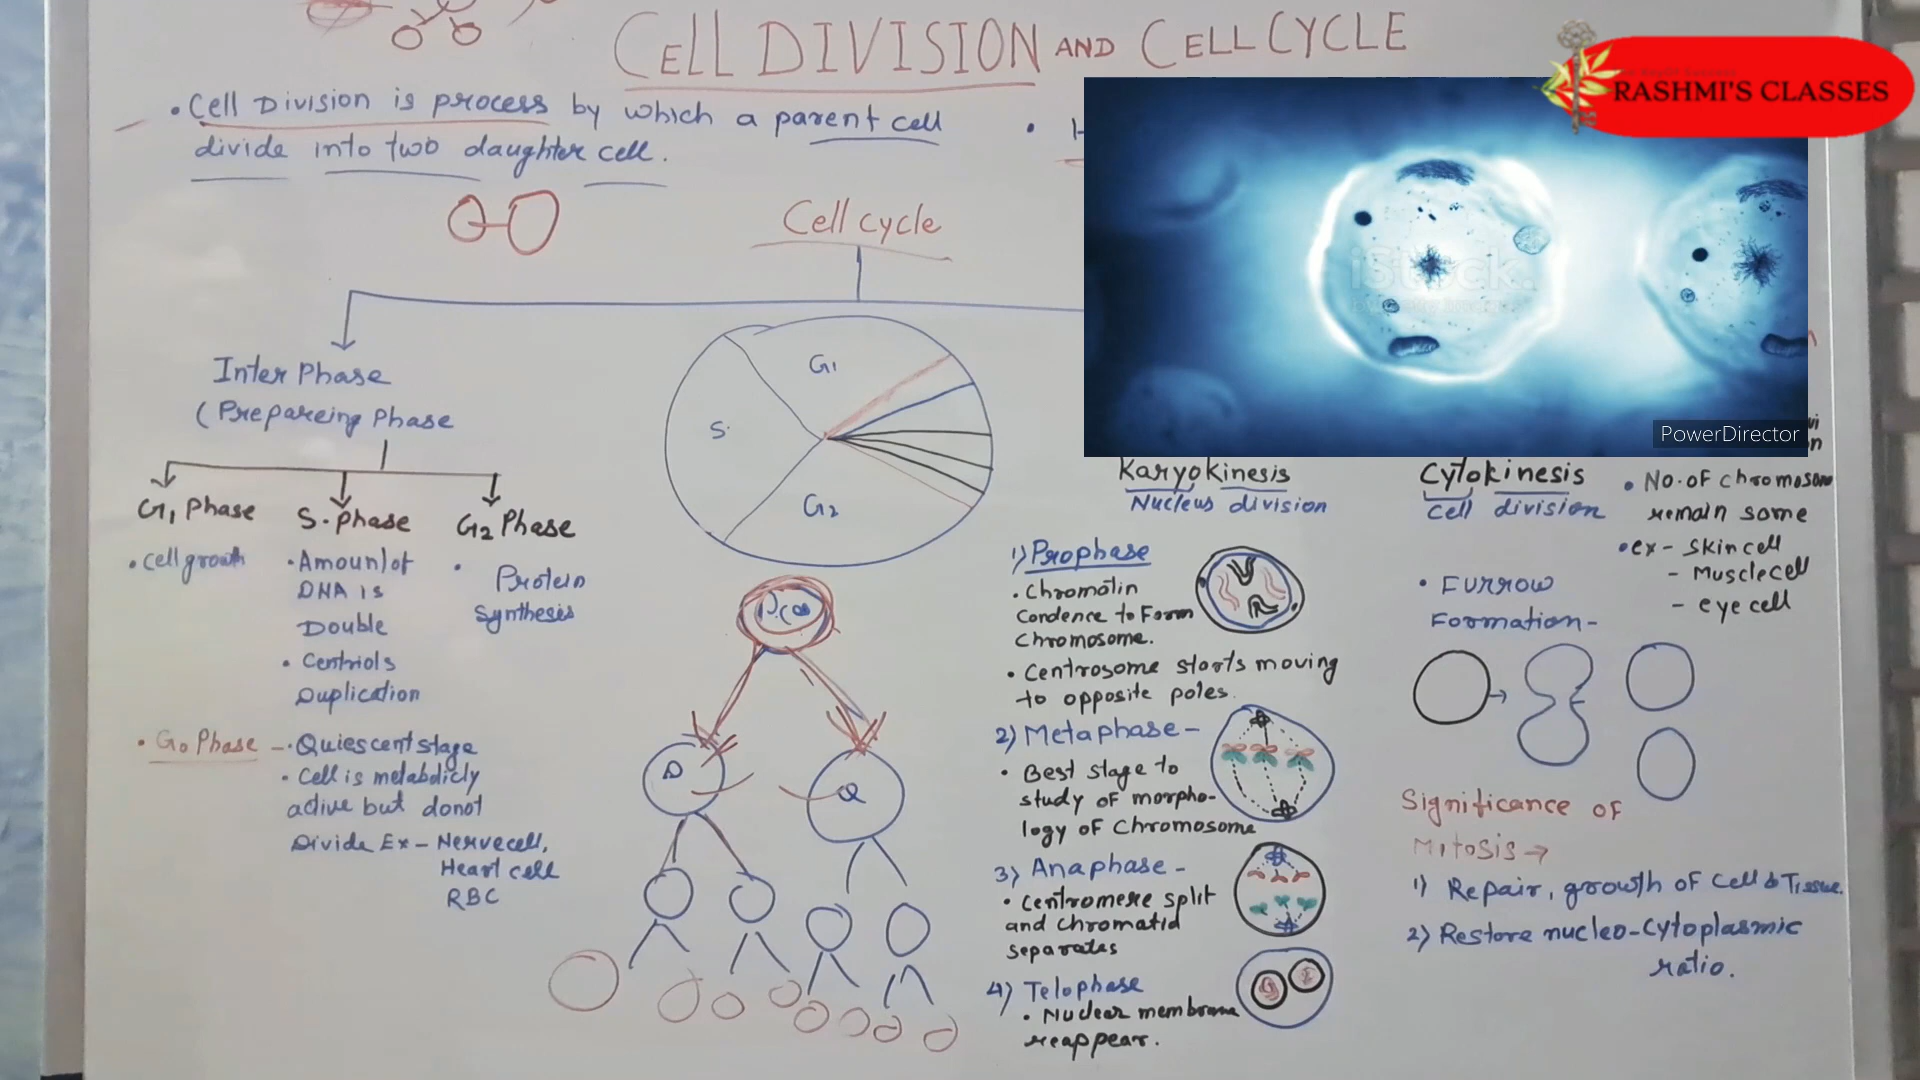 CELL DIVISION AND CELL CYCLE
RASHMI'S CLASSES
• Cell Division is process by which a parent cell
divide into two daughter cell.
Cell cycle
iStock.
PowerDirector
Inter Phase
(Prepareing Phase
G1 Phase
• cell growth
S. Phase
• Amount of
DNA is
Double
• Centriols
Duplication
G2 Phase
• Protein
Synthesis
• G0 Phase - • Quiescent stage
• Cell is metabolicly
active but donot
Divide Ex - Nerve cell,
Heart cell
RBC
G1
S
G2
D
Karyokinesis
Nucleus division
1) Prophase
• Chromatin
Condence to Form
Chromosome.
• Centrosome starts moving
to opposite poles.
2) Metaphase -
• Best stage to
study of morpho-
logy of chromosome
3) Anaphase -
• Centromere split
and chromatid
separates
4) Telophase
• Nuclear membrane
reappear.
Cytokinesis
Cell division
• Furrow
Formation -
• No. of chromosom
remain same
• ex - Skin cell
- Muscle cell
- eye cell
Significance of
Mitosis →
1) Repair, growth of cell & Tissue.
2) Restore nucleo-cytoplasmic
ratio.